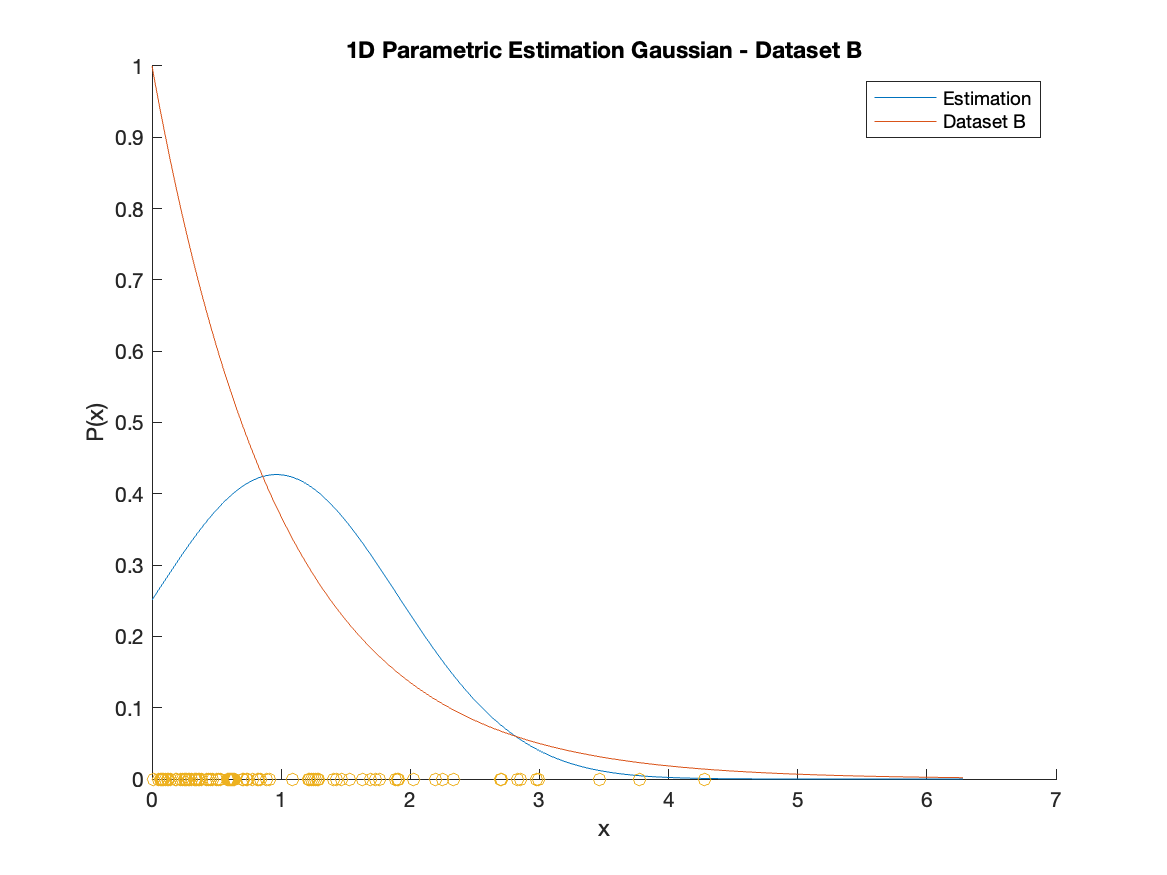 1D Parametric Estimation Gaussian - Dataset B
Estimation
Dataset B
1
0.9
0.8
0.7
0.6
0.5
0.4
0.3
0.2
0.1
0
P(x)
0 1 2 3 4 5 6 7
x